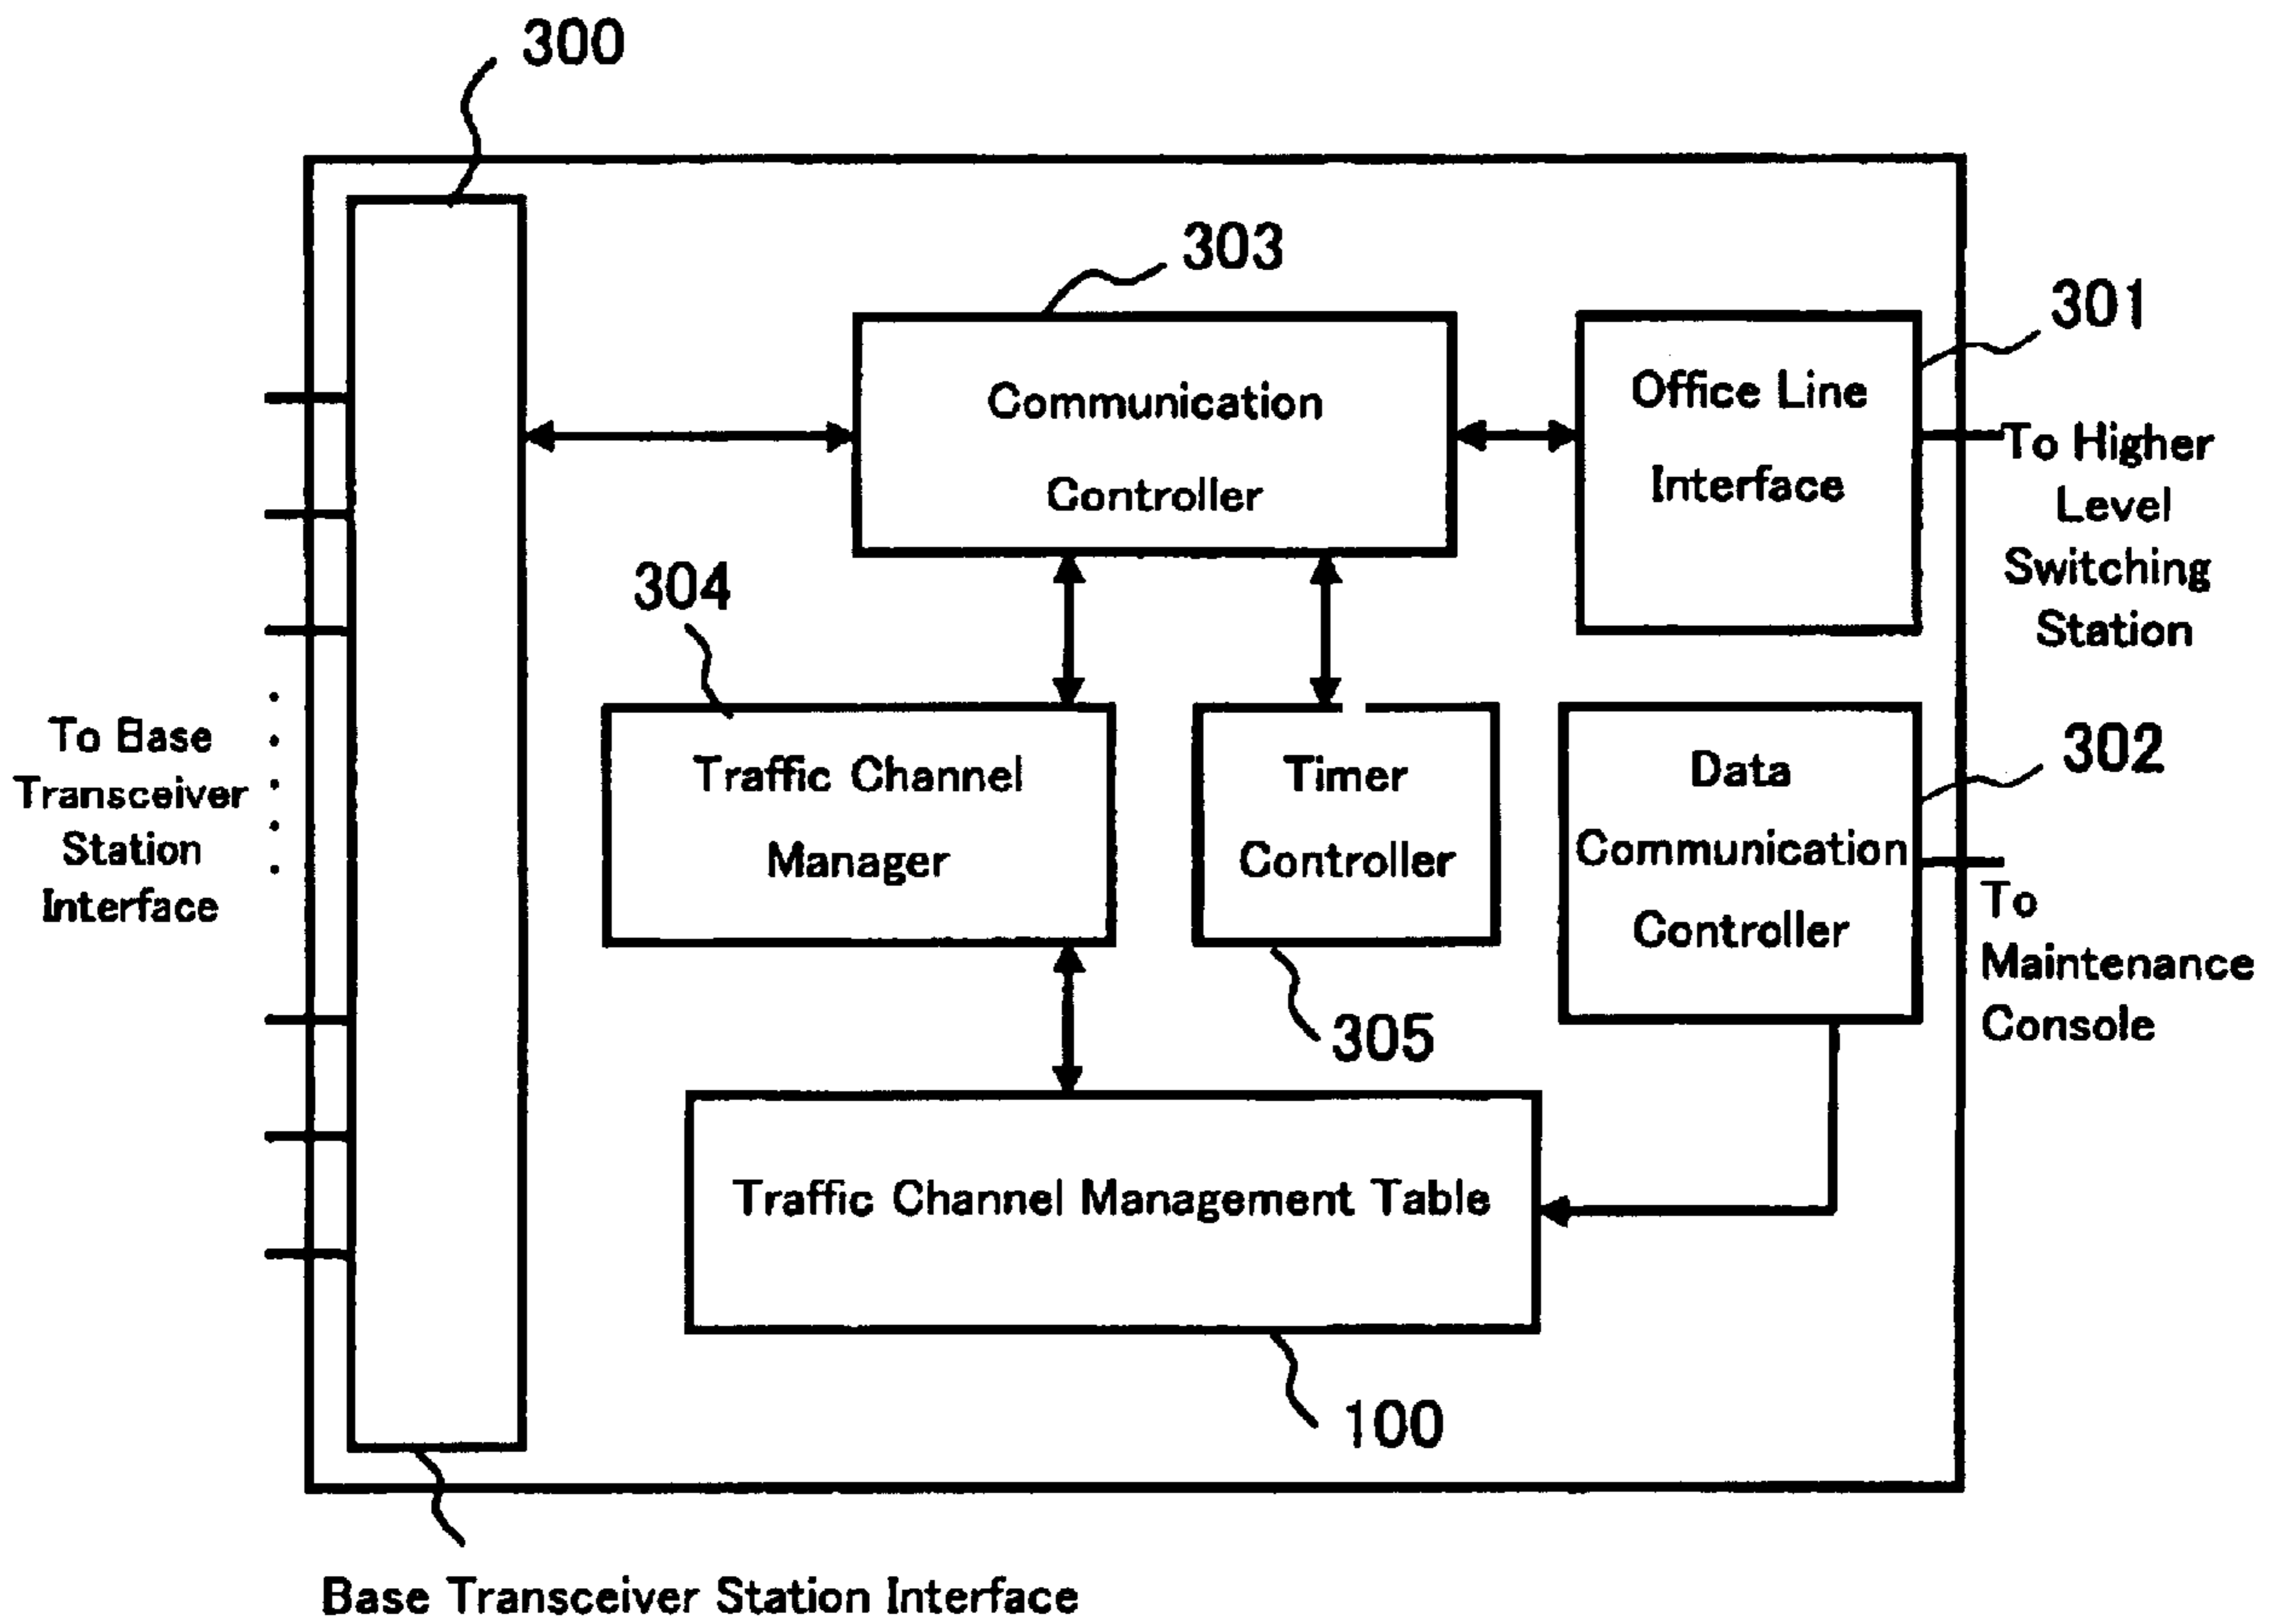 300
303
301
Communication
Controller
Office Line
Interface
To Higher
Level
Switching
Station
304
To Base
Transceiver
Station
Interface
Traffic Channel
Manager
Timer
Controller
Data
Communication
Controller
302
To
Maintenance
Console
305
Traffic Channel Management Table
100
Base Transceiver Station Interface